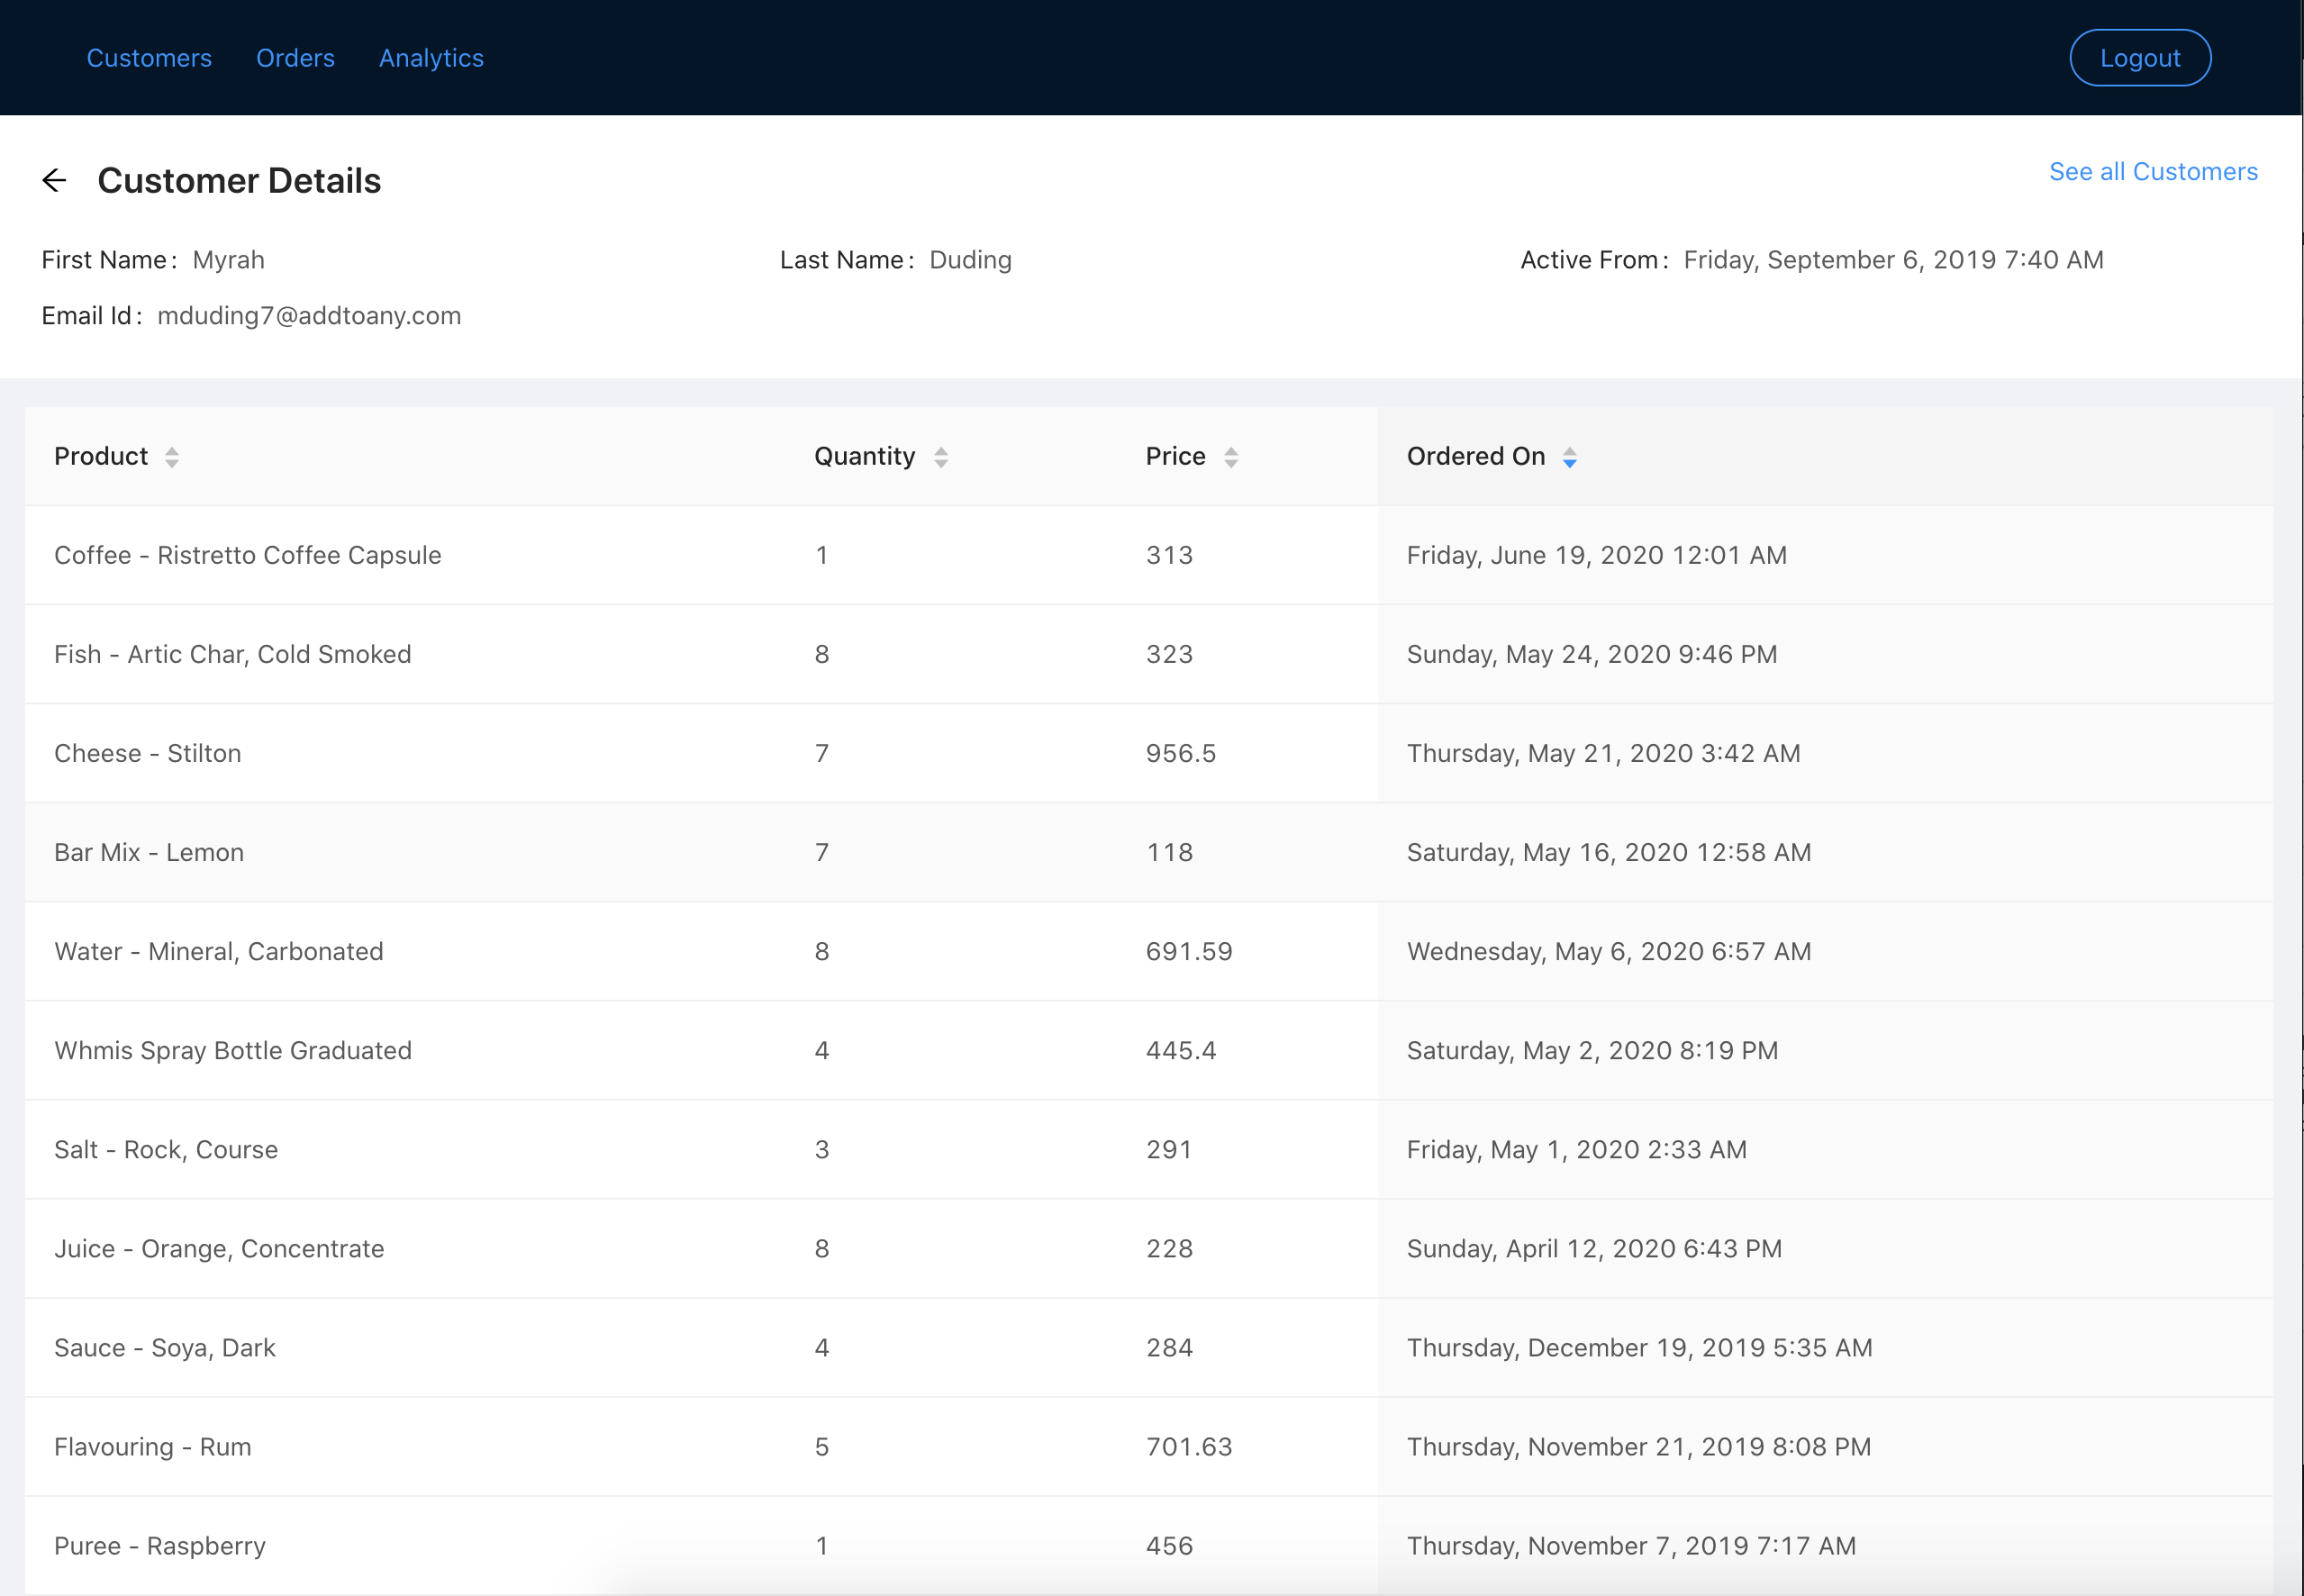 Customers Orders Analytics Logout
Customer Details See all Customers
First Name: Myrah Last Name: Duding Active From: Friday, September 6, 2019 7:40 AM
Email Id: mduding7@addtoany.com
Product Quantity Price Ordered On
Coffee - Ristretto Coffee Capsule 1 313 Friday, June 19, 2020 12:01 AM
Fish - Artic Char, Cold Smoked 8 323 Sunday, May 24, 2020 9:46 PM
Cheese - Stilton 7 956.5 Thursday, May 21, 2020 3:42 AM
Bar Mix - Lemon 7 118 Saturday, May 16, 2020 12:58 AM
Water - Mineral, Carbonated 8 691.59 Wednesday, May 6, 2020 6:57 AM
Whmis Spray Bottle Graduated 4 445.4 Saturday, May 2, 2020 8:19 PM
Salt - Rock, Course 3 291 Friday, May 1, 2020 2:33 AM
Juice - Orange, Concentrate 8 228 Sunday, April 12, 2020 6:43 PM
Sauce - Soya, Dark 4 284 Thursday, December 19, 2019 5:35 AM
Flavouring - Rum 5 701.63 Thursday, November 21, 2019 8:08 PM
Puree - Raspberry 1 456 Thursday, November 7, 2019 7:17 AM